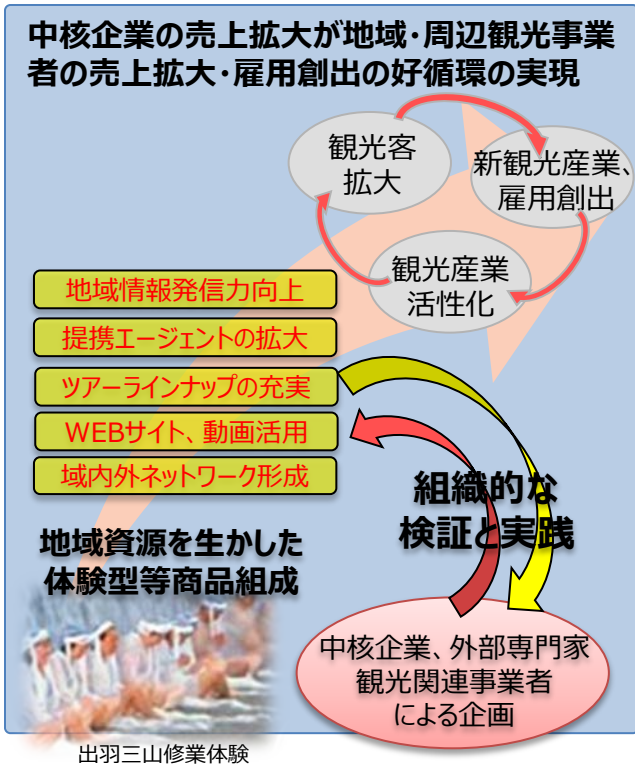 中核企業の売上拡大が地域・周辺観光事業
者の売上拡大・雇用創出の好循環の実現
観光客
拡大
新観光産業、
雇用創出
観光産業
活性化
地域情報発信力向上
提携エージェントの拡大
ツアーラインナップの充実
WEBサイト、動画活用
域内外ネットワーク形成
組織的な
検証と実践
地域資源を生かした
体験型等商品組成
中核企業、外部専門家
観光関連事業者
による企画
出羽三山修業体験